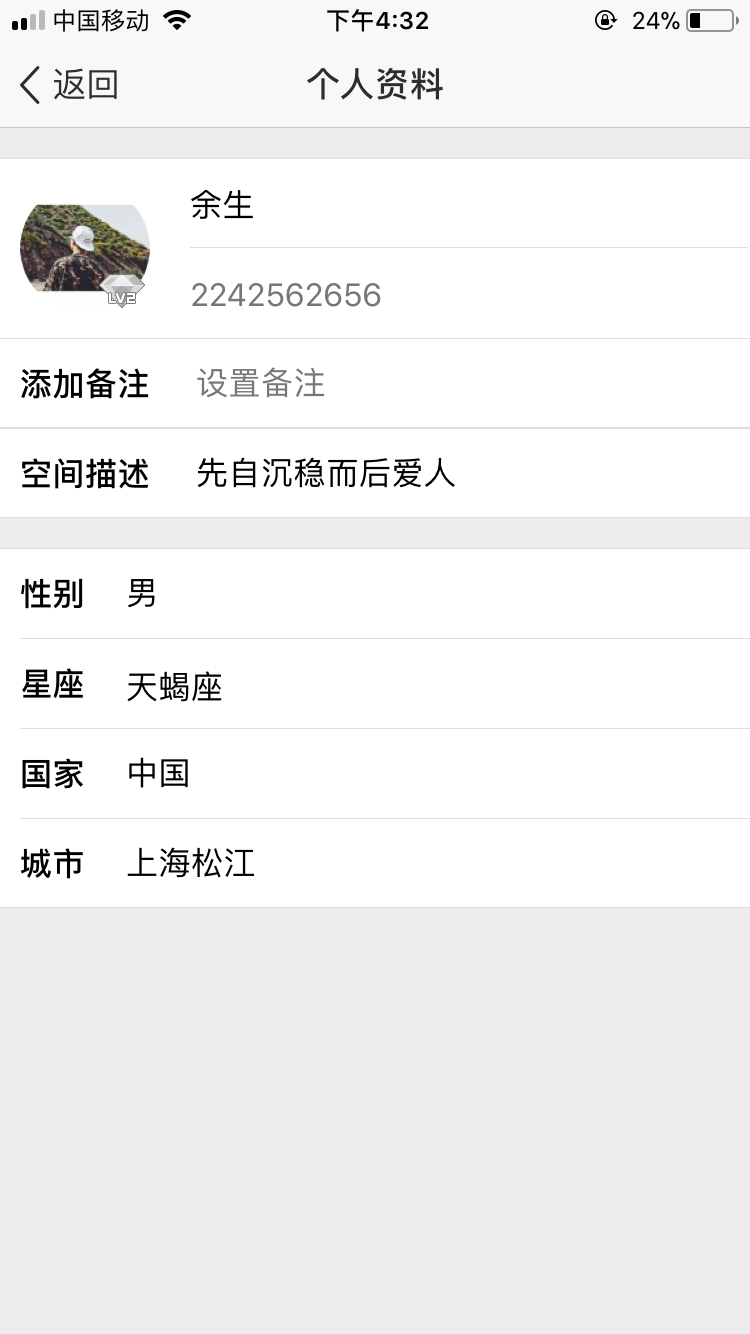 中国移动 下午4:32 24%
返回 个人资料
余生
LV2
2242562656
添加备注 设置备注
空间描述 先自沉稳而后爱人
性别 男
星座 天蝎座
国家 中国
城市 上海松江